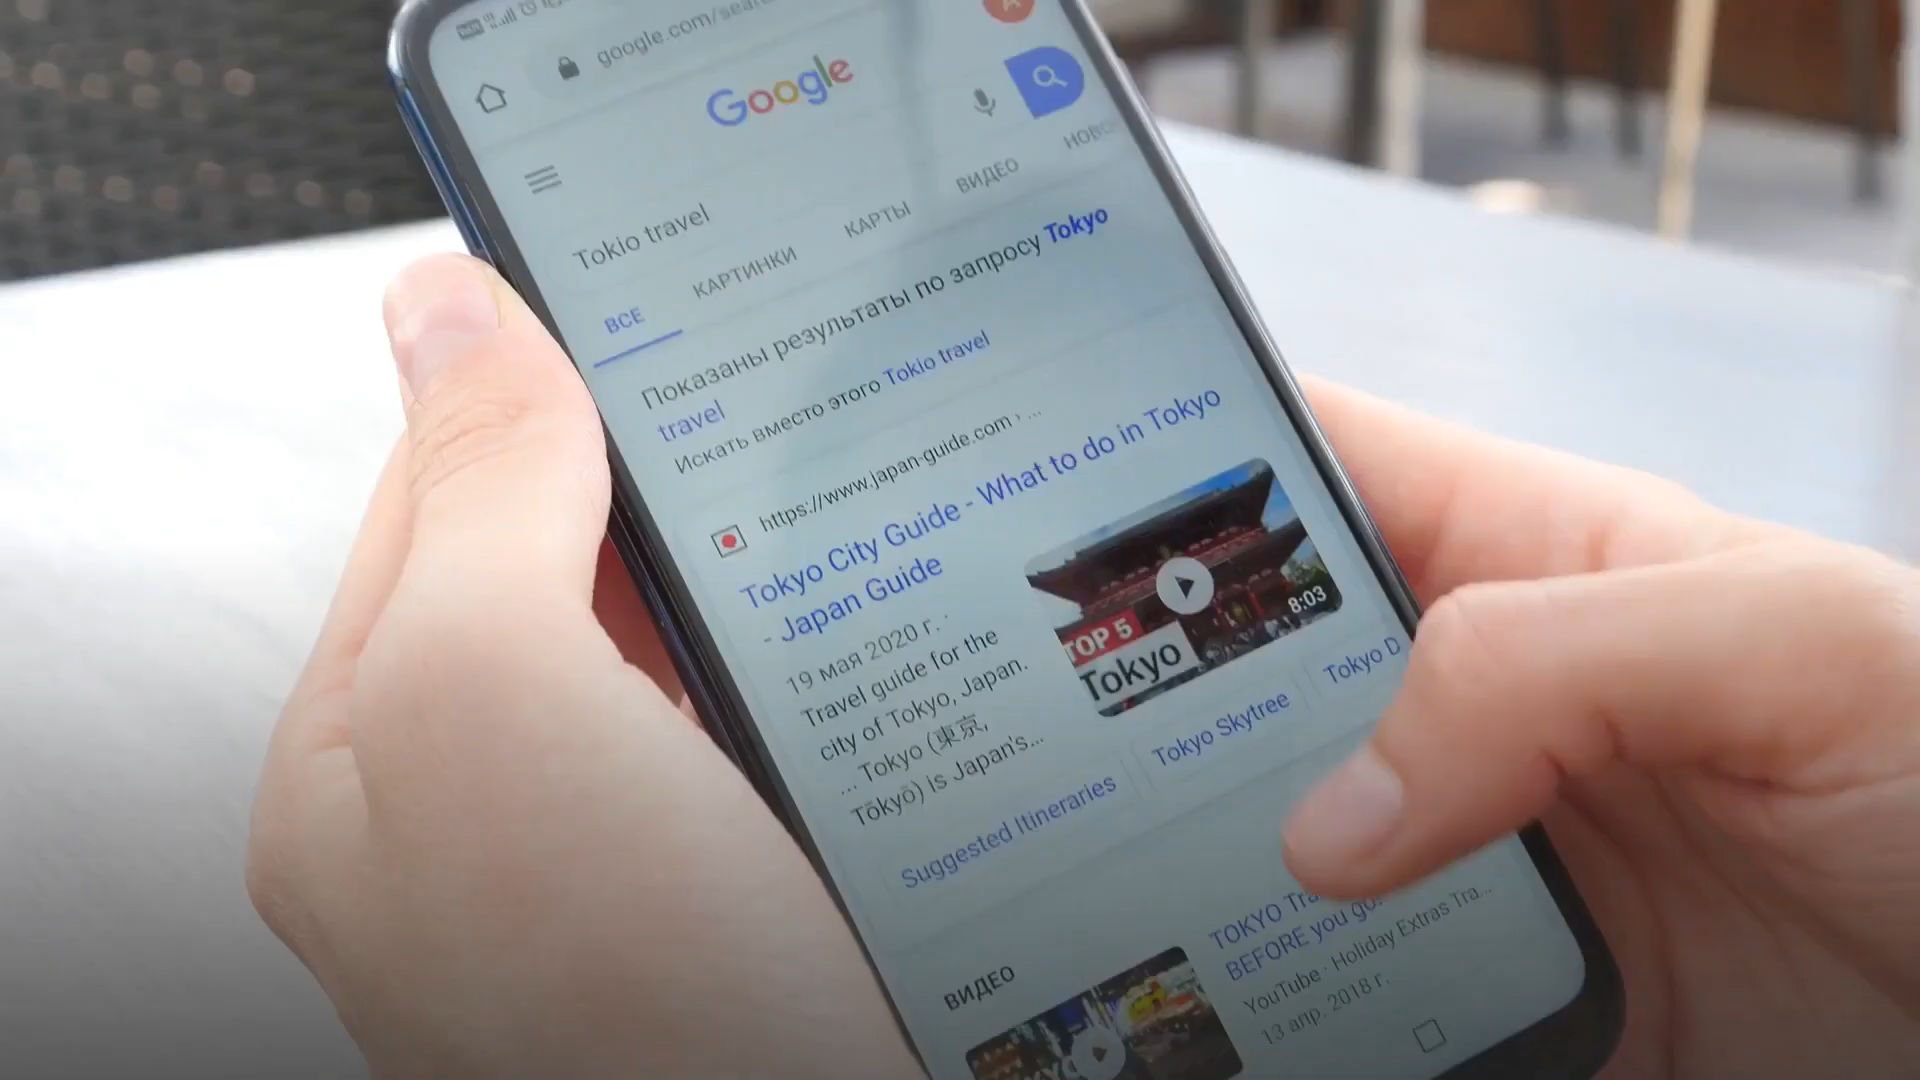 google.com/sear
Google
Tokio travel
ВСЕ КАРТИНКИ КАРТЫ ВИДЕО НОВО
Показаны результаты по запросу Tokyo
travel
Искать вместо этого Tokio travel
https://www.japan-guide.com › ...
Tokyo City Guide - What to do in Tokyo
- Japan Guide
19 мая 2020 г. ·
Travel guide for the
city of Tokyo, Japan.
... Tokyo (東京,
Tōkyō) is Japan's...
TOP 5
Tokyo
8:03
Suggested Itineraries
Tokyo Skytree
Tokyo D
ВИДЕО
TOKYO Tra
BEFORE you go!
YouTube · Holiday Extras Tra...
13 апр. 2018 г.